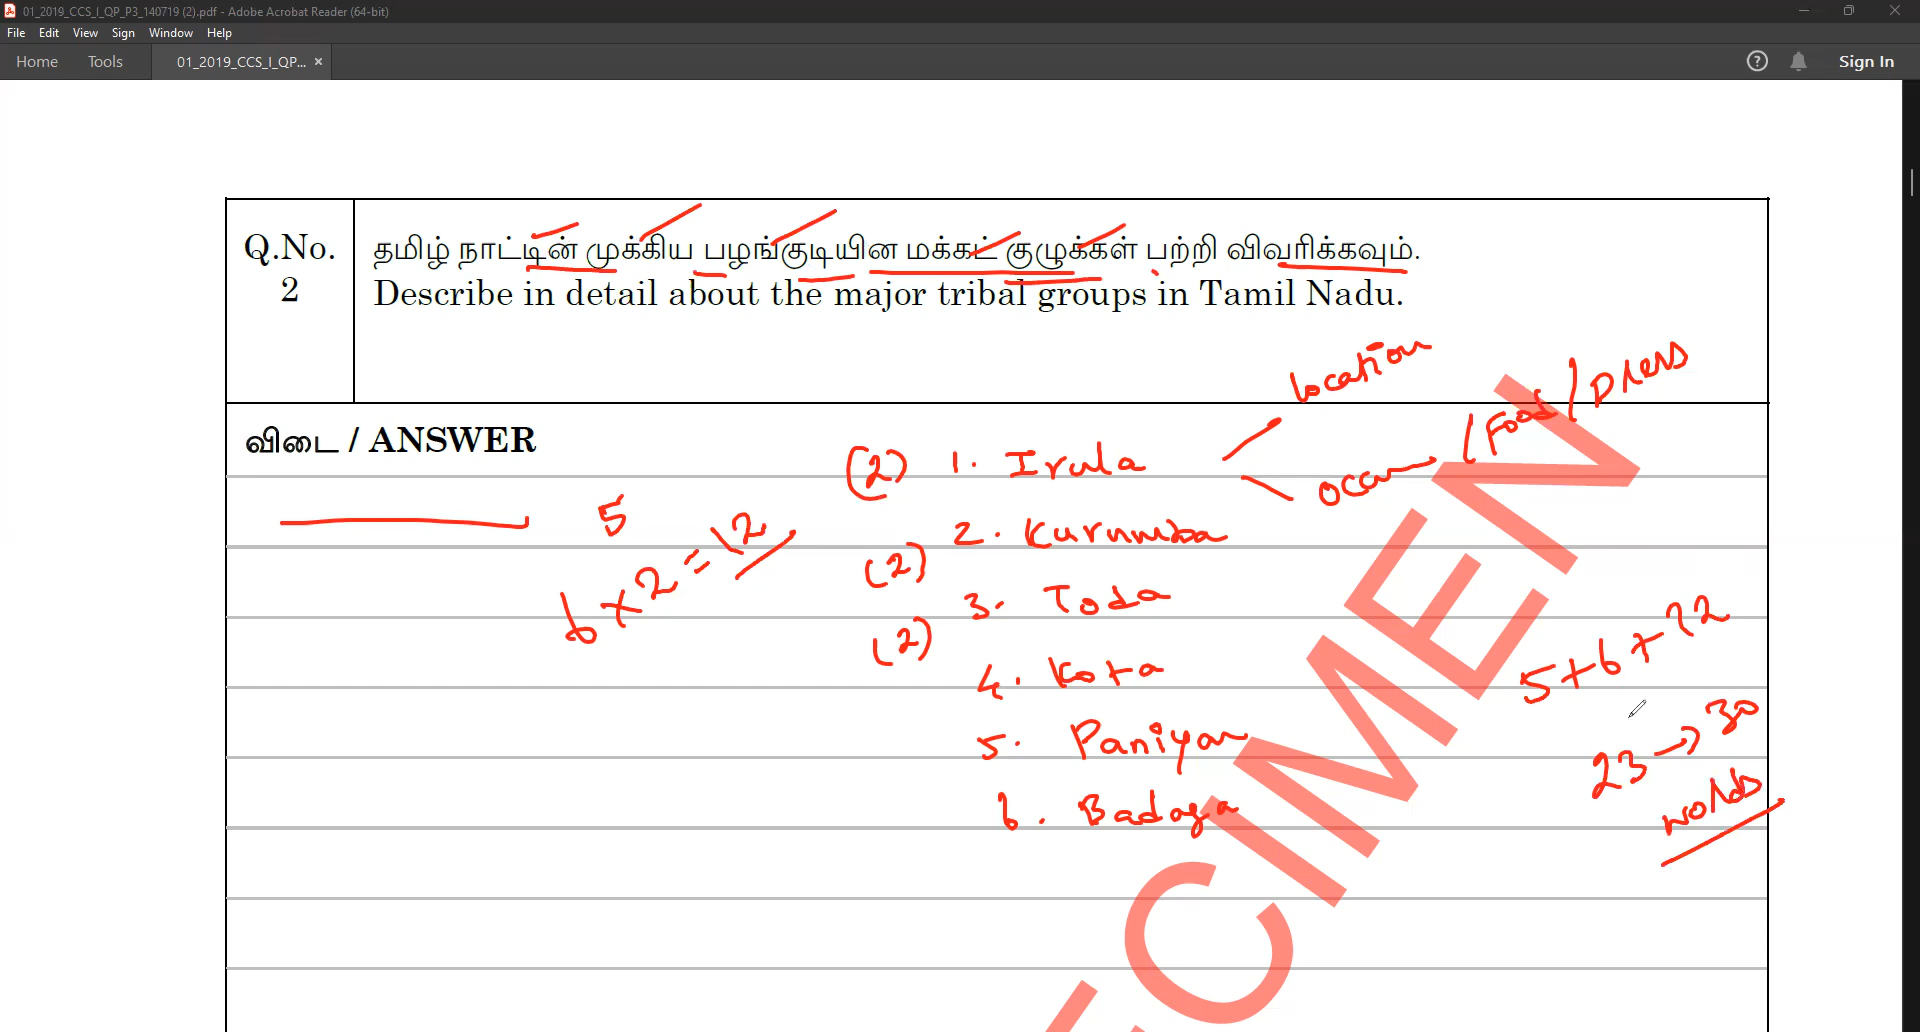 01_2019_CCS_I_QP_P3_140719 (2).pdf - Adobe Acrobat Reader (64-bit)
File Edit View Sign Window Help
Home Tools 01_2019_CCS_I_QP... × Sign In
Q.No. 2
தமிழ் நாட்டின் முக்கிய பழங்குடியின மக்கட் குழுக்கள் பற்றி விவரிக்கவும்.
Describe in detail about the major tribal groups in Tamil Nadu.
விடை / ANSWER
location
occu (Food/Dress
(2) 1. Irula
5
6 x 2 = 12
(2) 2. Kurumba
(2) 3. Toda
4. Kota
5. Paniyan
6. Badaga
5+6+12
23 → 30
words
SPECIMEN